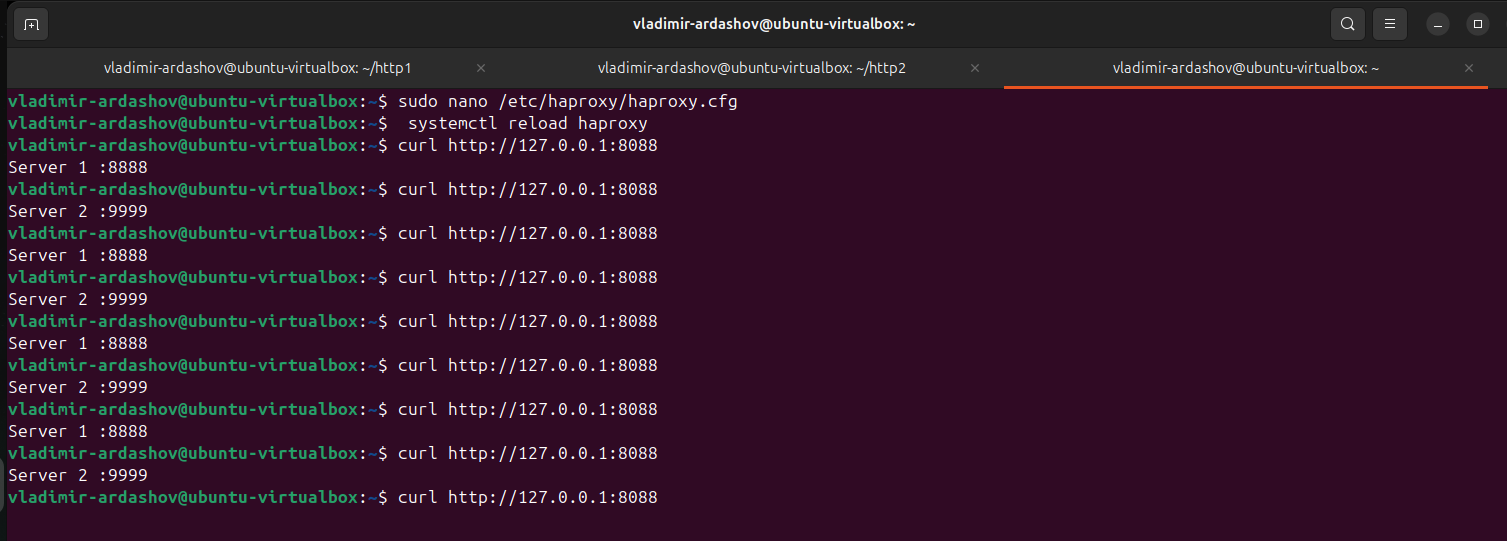 vladimir-ardashov@ubuntu-virtualbox: ~
vladimir-ardashov@ubuntu-virtualbox: ~/http1
vladimir-ardashov@ubuntu-virtualbox: ~/http2
vladimir-ardashov@ubuntu-virtualbox: ~
vladimir-ardashov@ubuntu-virtualbox:~$ sudo nano /etc/haproxy/haproxy.cfg
vladimir-ardashov@ubuntu-virtualbox:~$  systemctl reload haproxy
vladimir-ardashov@ubuntu-virtualbox:~$ curl http://127.0.0.1:8088
Server 1 :8888
vladimir-ardashov@ubuntu-virtualbox:~$ curl http://127.0.0.1:8088
Server 2 :9999
vladimir-ardashov@ubuntu-virtualbox:~$ curl http://127.0.0.1:8088
Server 1 :8888
vladimir-ardashov@ubuntu-virtualbox:~$ curl http://127.0.0.1:8088
Server 2 :9999
vladimir-ardashov@ubuntu-virtualbox:~$ curl http://127.0.0.1:8088
Server 1 :8888
vladimir-ardashov@ubuntu-virtualbox:~$ curl http://127.0.0.1:8088
Server 2 :9999
vladimir-ardashov@ubuntu-virtualbox:~$ curl http://127.0.0.1:8088
Server 1 :8888
vladimir-ardashov@ubuntu-virtualbox:~$ curl http://127.0.0.1:8088
Server 2 :9999
vladimir-ardashov@ubuntu-virtualbox:~$ curl http://127.0.0.1:8088